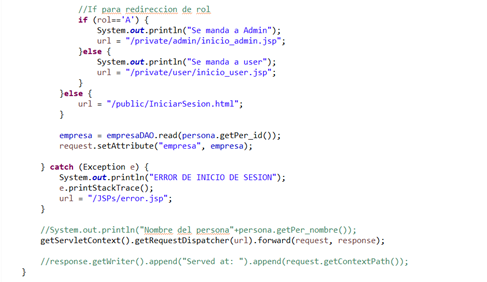 //If para redireccion de rol
if (rol=='A') {
System.out.println("Se manda a Admin");
url = "/private/admin/inicio_admin.jsp";
}else {
System.out.println("Se manda a user");
url = "/private/user/inicio_user.jsp";
}
}else {
url = "/public/IniciarSesion.html";
}
empresa = empresaDAO.read(persona.getPer_id());
request.setAttribute("empresa", empresa);
} catch (Exception e) {
System.out.println("ERROR DE INICIO DE SESION");
e.printStackTrace();
url = "/JSPs/error.jsp";
}
//System.out.println("Nombre del persona"+persona.getPer_nombre());
getServletContext().getRequestDispatcher(url).forward(request, response);
//response.getWriter().append("Served at: ").append(request.getContextPath());
}